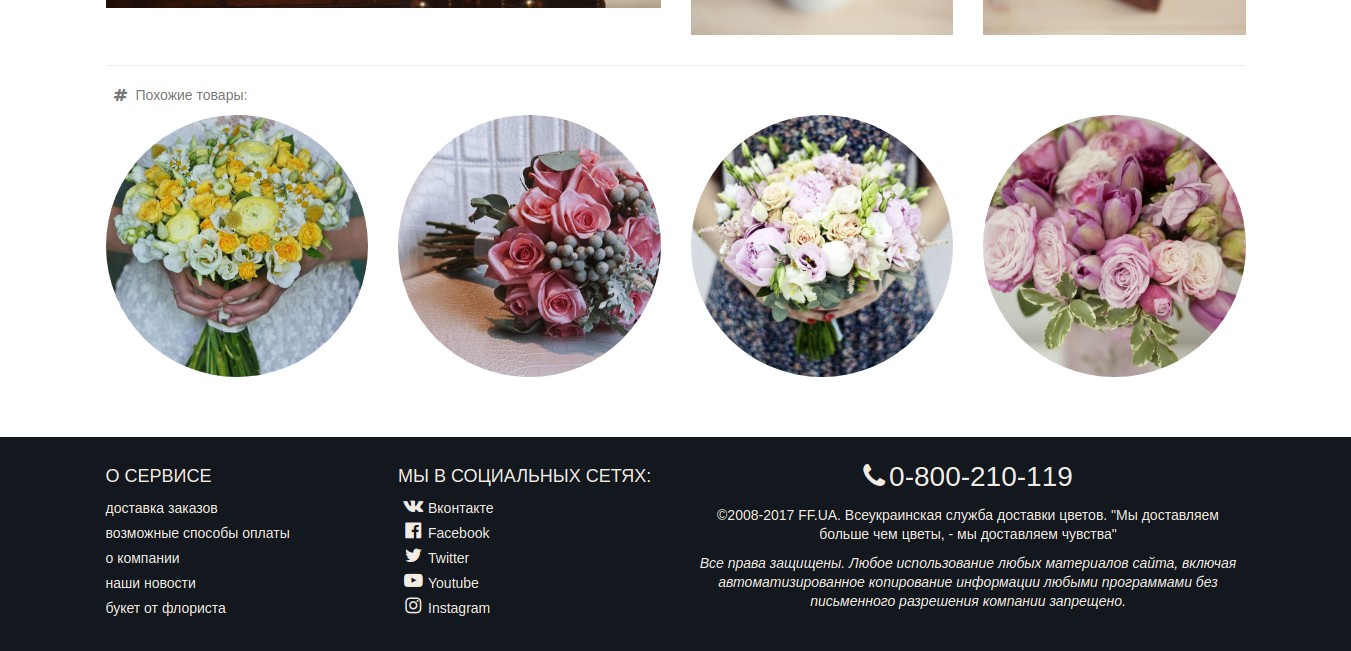 # Похожие товары:
О СЕРВИСЕ
доставка заказов
возможные способы оплаты
о компании
наши новости
букет от флориста
МЫ В СОЦИАЛЬНЫХ СЕТЯХ:
Вконтакте
Facebook
Twitter
Youtube
Instagram
0-800-210-119
©2008-2017 FF.UA. Всеукраинская служба доставки цветов. "Мы доставляем
больше чем цветы, - мы доставляем чувства"
Все права защищены. Любое использование любых материалов сайта, включая
автоматизированное копирование информации любыми программами без
письменного разрешения компании запрещено.